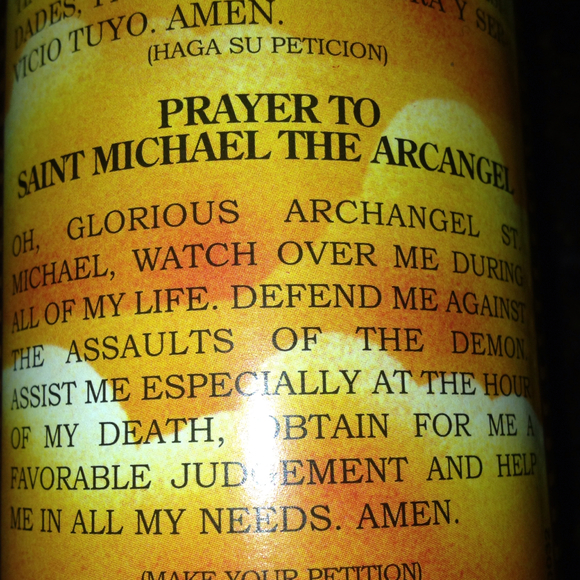 DADES,
VICIO TUYO. AMEN.
(HAGA SU PETICION)
PRAYER TO
SAINT MICHAEL THE ARCANGEL
OH, GLORIOUS ARCHANGEL ST.
MICHAEL, WATCH OVER ME DURING
ALL OF MY LIFE. DEFEND ME AGAINST
THE ASSAULTS OF THE DEMON.
ASSIST ME ESPECIALLY AT THE HOUR
OF MY DEATH, OBTAIN FOR ME A
FAVORABLE JUDGEMENT AND HELP
ME IN ALL MY NEEDS. AMEN.
(MAKE YOUR PETITION)